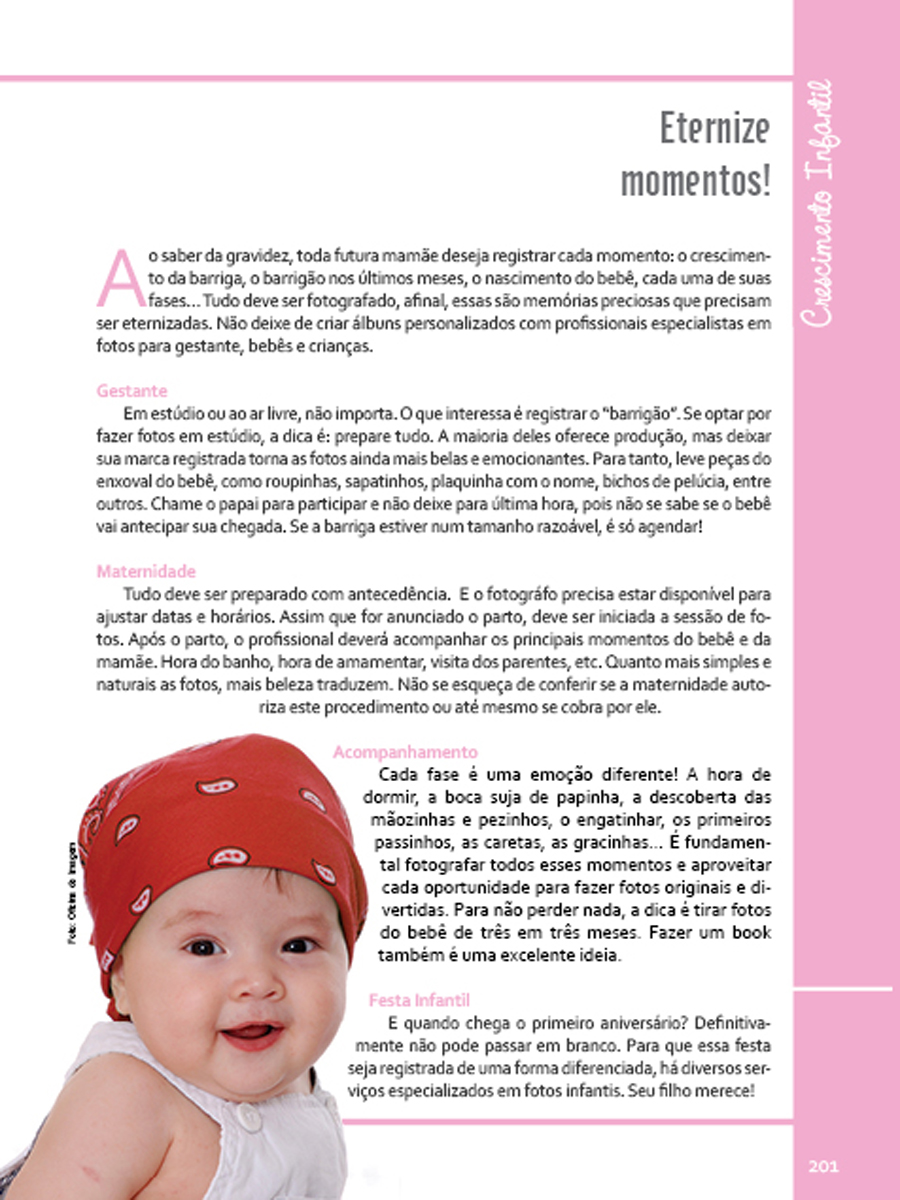 Crescimento Infantil
Eternize
momentos!
Ao saber da gravidez, toda futura mamãe deseja registrar cada momento: o crescimen-
to da barriga, o barrigão nos últimos meses, o nascimento do bebê, cada uma de suas
fases... Tudo deve ser fotografado, afinal, essas são memórias preciosas que precisam
ser eternizadas. Não deixe de criar álbuns personalizados com profissionais especialistas em
fotos para gestante, bebês e crianças.
Gestante
Em estúdio ou ao ar livre, não importa. O que interessa é registrar o "barrigão". Se optar por
fazer fotos em estúdio, a dica é: prepare tudo. A maioria deles oferece produção, mas deixar
sua marca registrada torna as fotos ainda mais belas e emocionantes. Para tanto, leve peças do
enxoval do bebê, como roupinhas, sapatinhos, plaquinha com o nome, bichos de pelúcia, entre
outros. Chame o papai para participar e não deixe para última hora, pois não se sabe se o bebê
vai antecipar sua chegada. Se a barriga estiver num tamanho razoável, é só agendar!
Maternidade
Tudo deve ser preparado com antecedência. E o fotográfo precisa estar disponível para
ajustar datas e horários. Assim que for anunciado o parto, deve ser iniciada a sessão de fo-
tos. Após o parto, o profissional deverá acompanhar os principais momentos do bebê e da
mamãe. Hora do banho, hora de amamentar, visita dos parentes, etc. Quanto mais simples e
naturais as fotos, mais beleza traduzem. Não se esqueça de conferir se a maternidade auto-
riza este procedimento ou até mesmo se cobra por ele.
Acompanhamento
Cada fase é uma emoção diferente! A hora de
dormir, a boca suja de papinha, a descoberta das
mãozinhas e pezinhos, o engatinhar, os primeiros
passinhos, as caretas, as gracinhas... É fundamen-
tal fotografar todos esses momentos e aproveitar
cada oportunidade para fazer fotos originais e di-
vertidas. Para não perder nada, a dica é tirar fotos
do bebê de três em três meses. Fazer um book
também é uma excelente ideia.
Foto: Oficina da Imagem
Festa Infantil
E quando chega o primeiro aniversário? Definitiva-
mente não pode passar em branco. Para que essa festa
seja registrada de uma forma diferenciada, há diversos ser-
viços especializados em fotos infantis. Seu filho merece!
201